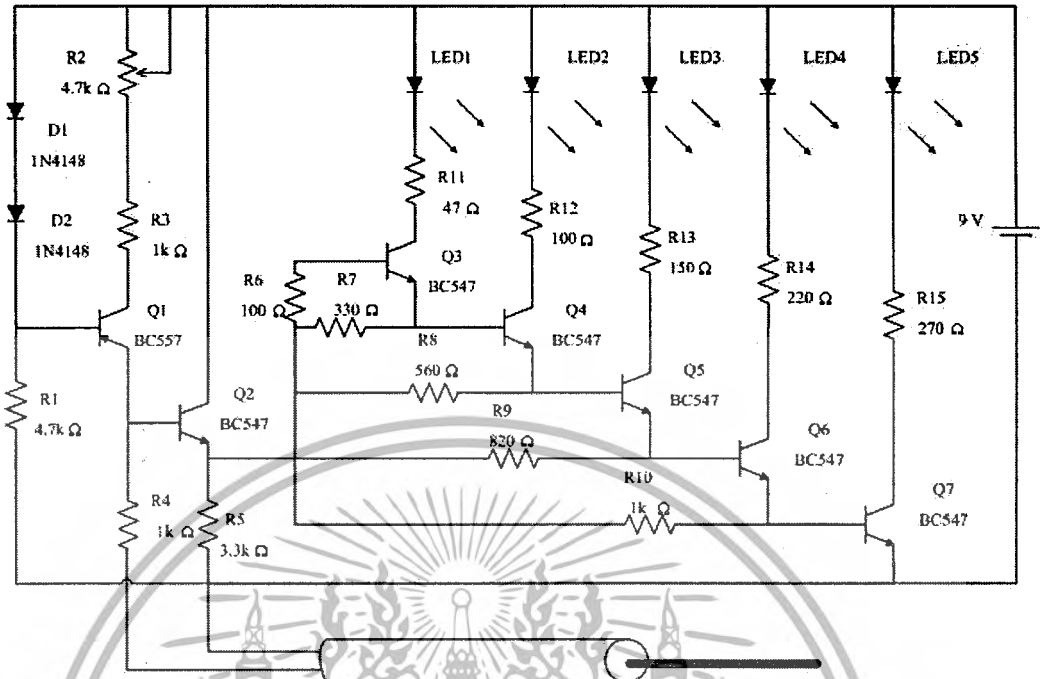 R2
4.7k Ω
D1
1N4148
D2
1N4148
R3
1k Ω
Q1
BC557
R1
4.7k Ω
Q2
BC547
R4
1k Ω
R5
3.3k Ω
LED1
LED2
LED3
LED4
LED5
R11
47 Ω
R12
100 Ω
R13
150 Ω
R14
220 Ω
R15
270 Ω
9 V
Q3
BC547
R6
100 Ω
R7
330 Ω
Q4
BC547
R8
560 Ω
Q5
BC547
R9
820 Ω
Q6
BC547
R10
1k Ω
Q7
BC547